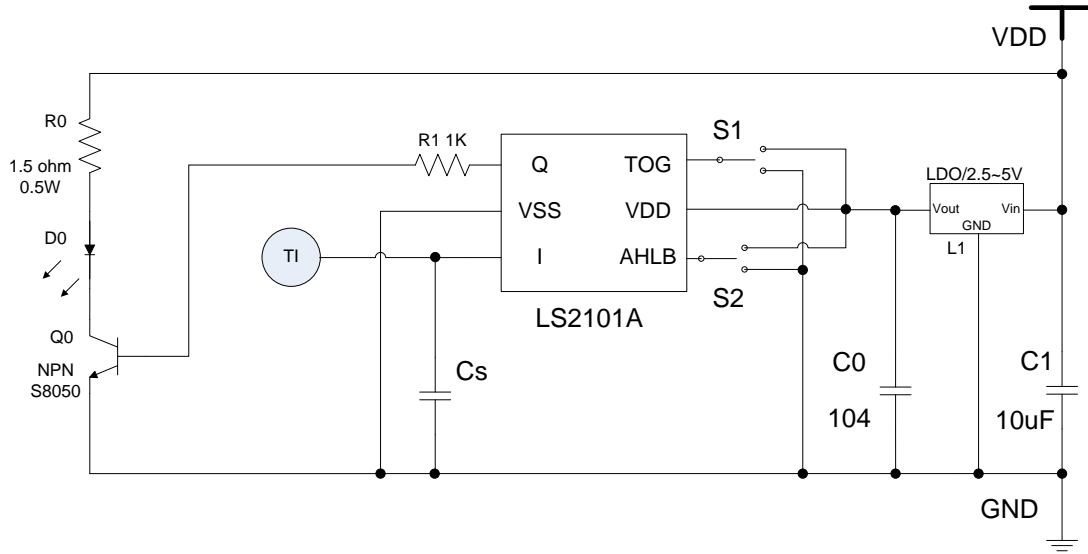 VDD
R0
1.5 ohm
0.5W
D0
Q0
NPN
S8050
R1 1K
TI
Q
VSS
I
TOG
VDD
AHLB
LS2101A
S1
S2
Cs
LDO/2.5~5V
Vout
Vin
GND
L1
C0
104
C1
10uF
GND